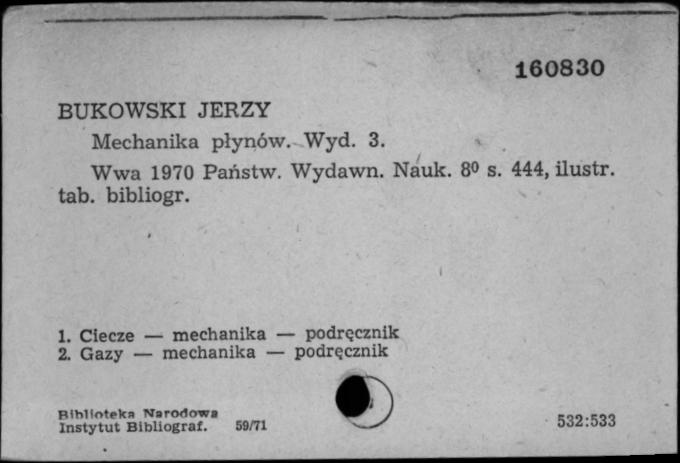 160830
BUKOWSKI JERZY
Mechanika płynów. Wyd. 3.
Wwa 1970 Państw. Wydawn. Nauk. 8⁰ s. 444, ilustr.
tab. bibliogr.
1. Ciecze — mechanika — podręcznik
2. Gazy — mechanika — podręcznik
Biblioteka Narodowa
Instytut Bibliograf. 59/71
532:533